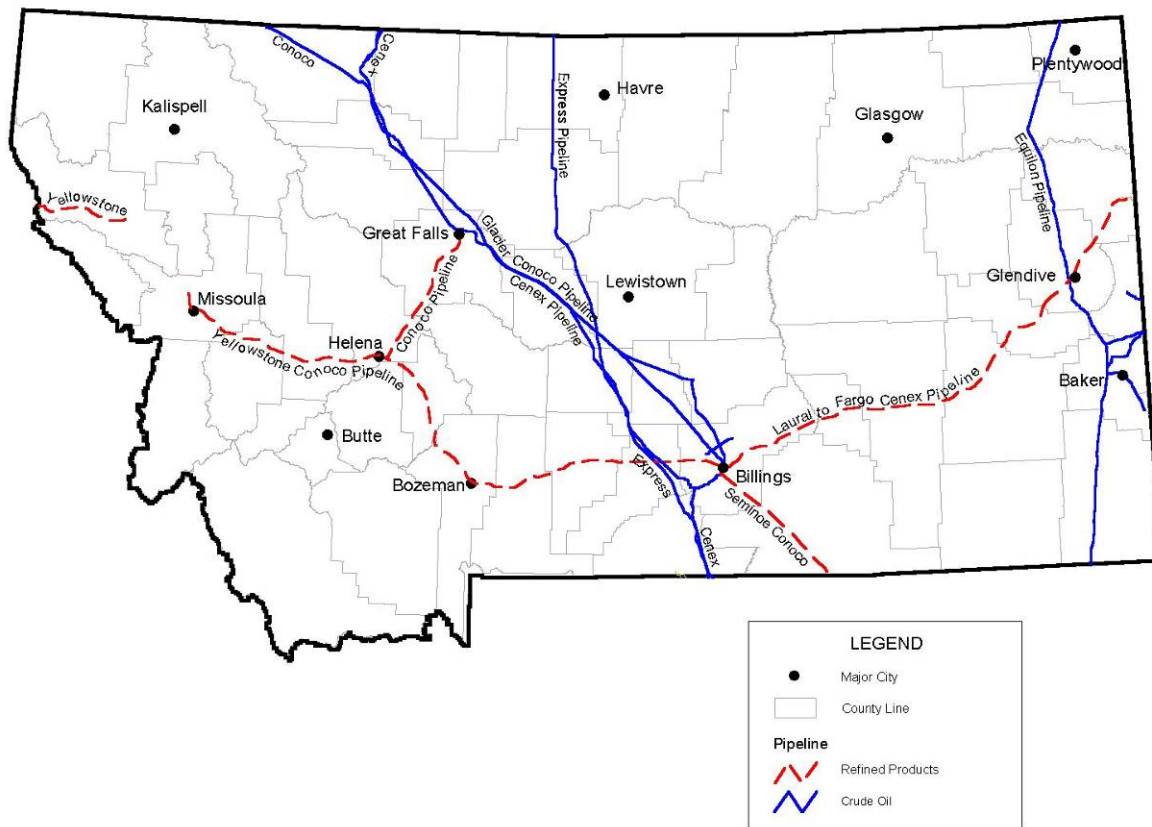 Conoco
Cenex
Express Pipeline
Havre
Plentywood
Kalispell
Glasgow
Equilon Pipeline
Yellowstone
Great Falls
Glacier Conoco Pipeline
Conoco Pipeline
Cenex Pipeline
Lewistown
Glendive
Missoula
Helena
Yellowstone Conoco Pipeline
Laural to Fargo Cenex Pipeline
Baker
Butte
Bozeman
Express
Billings
Seminoe Conoco
Cenex
LEGEND
Major City
County Line
Pipeline
Refined Products
Crude Oil